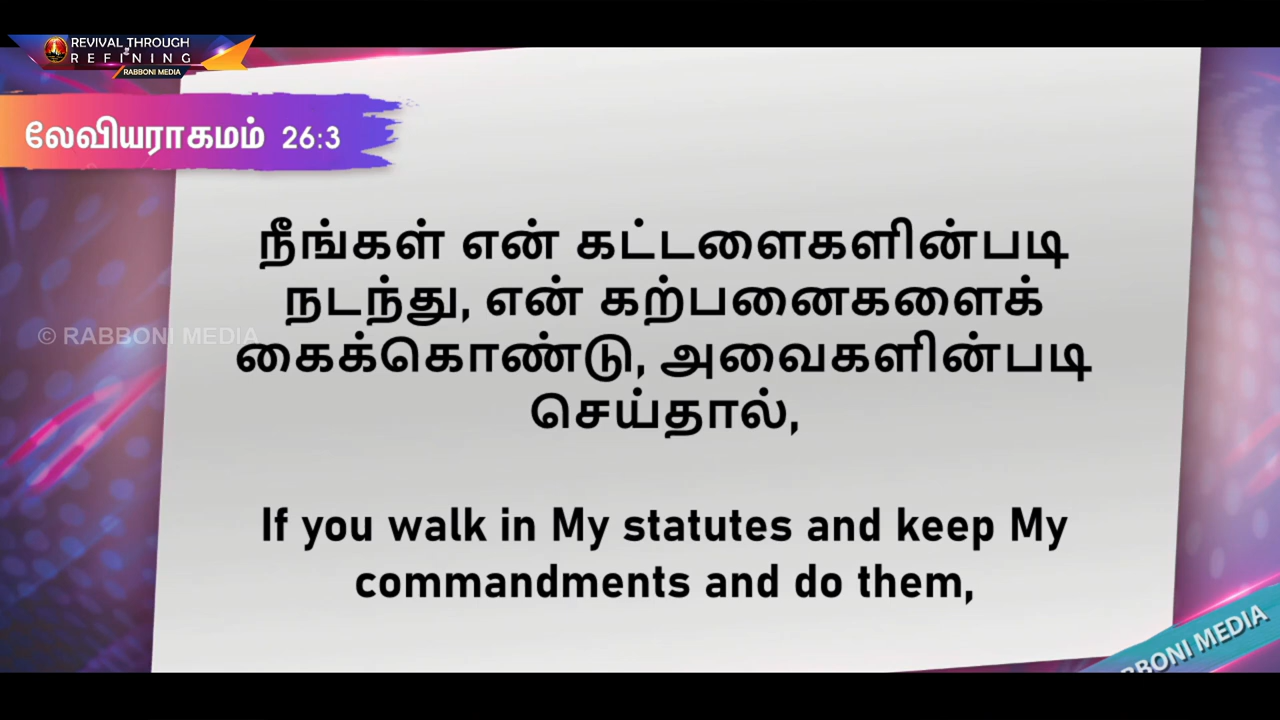 REVIVAL THROUGH
REFINING
RABBONI MEDIA
லேவியராகமம் 26:3
நீங்கள் என் கட்டளைகளின்படி
நடந்து, என் கற்பனைகளைக்
கைக்கொண்டு, அவைகளின்படி
செய்தால்,
© RABBONI MEDIA
If you walk in My statutes and keep My
commandments and do them,
BBONI MEDIA